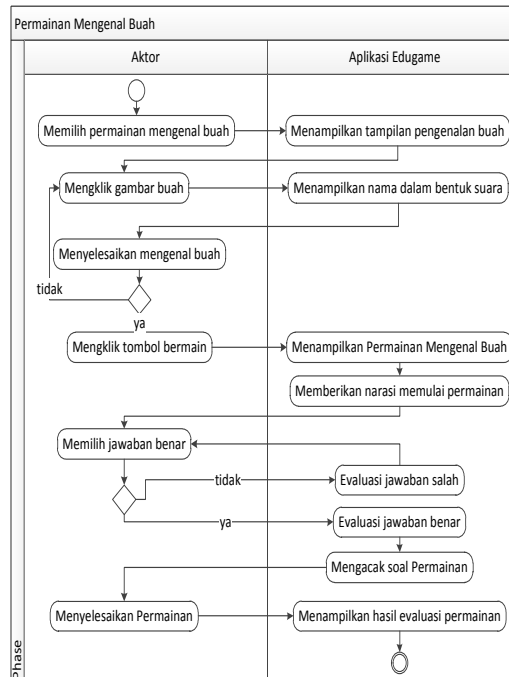 Permainan Mengenal Buah
Aktor
Aplikasi Edugame
Memilih permainan mengenal buah
Menampilkan tampilan pengenalan buah
Mengklik gambar buah
Menampilkan nama dalam bentuk suara
Menyelesaikan mengenal buah
tidak
ya
Mengklik tombol bermain
Menampilkan Permainan Mengenal Buah
Memberikan narasi memulai permainan
Memilih jawaban benar
tidak
Evaluasi jawaban salah
ya
Evaluasi jawaban benar
Mengacak soal Permainan
Menyelesaikan Permainan
Menampilkan hasil evaluasi permainan
Phase